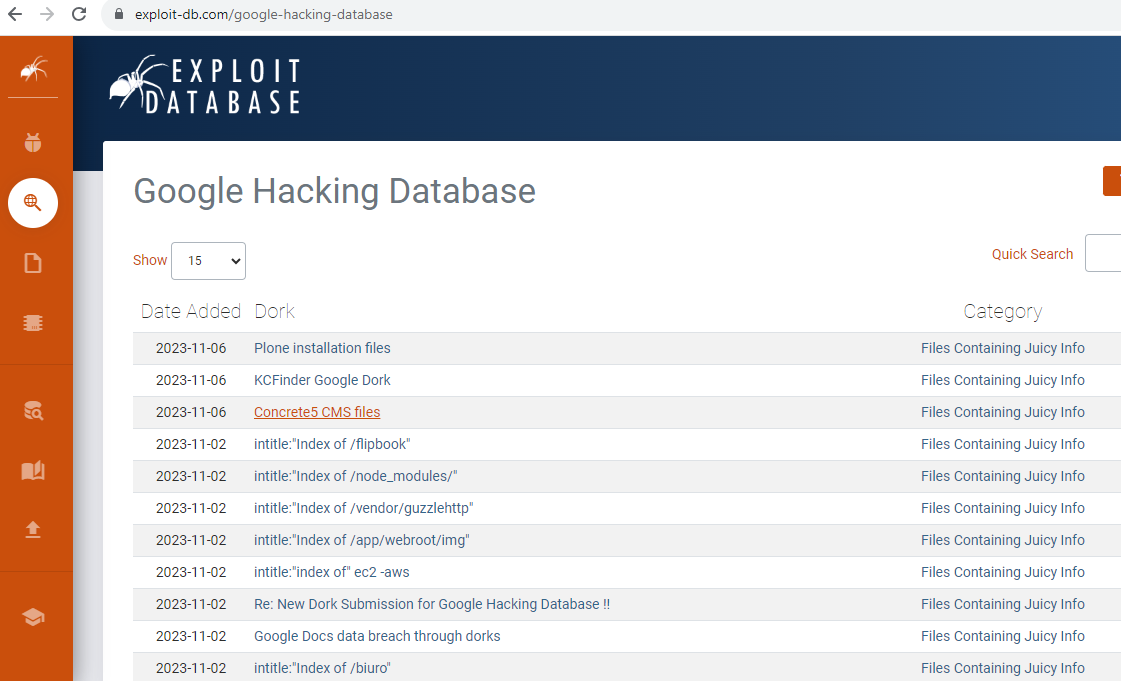 exploit-db.com/google-hacking-database
EXPLOIT
DATABASE
Google Hacking Database
Show 15 Quick Search
Date Added Dork Category
2023-11-06 Plone installation files Files Containing Juicy Info
2023-11-06 KCFinder Google Dork Files Containing Juicy Info
2023-11-06 Concrete5 CMS files Files Containing Juicy Info
2023-11-02 intitle:"Index of /flipbook" Files Containing Juicy Info
2023-11-02 intitle:"Index of /node_modules/" Files Containing Juicy Info
2023-11-02 intitle:"Index of /vendor/guzzlehttp" Files Containing Juicy Info
2023-11-02 intitle:"Index of /app/webroot/img" Files Containing Juicy Info
2023-11-02 intitle:"index of" ec2 -aws Files Containing Juicy Info
2023-11-02 Re: New Dork Submission for Google Hacking Database !! Files Containing Juicy Info
2023-11-02 Google Docs data breach through dorks Files Containing Juicy Info
2023-11-02 intitle:"Index of /biuro" Files Containing Juicy Info